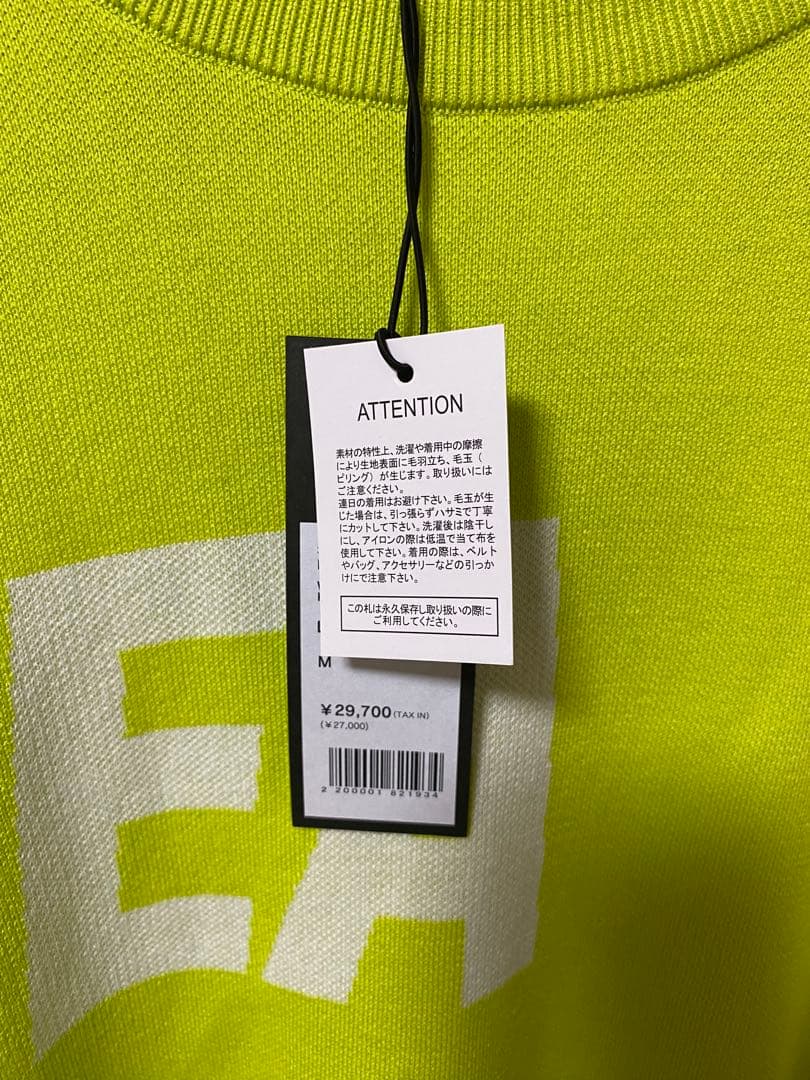 ATTENTION
素材の特性上、洗濯や着用中の摩擦
により生地表面に毛羽立ち、毛玉（
ピリング）が生じます。取り扱いには
ご注意ください。
連日の着用はお避け下さい。毛玉が生
じた場合は、引っ張らずハサミで丁寧
にカットして下さい。洗濯後は陰干し
にし、アイロンの際は低温で当て布を
使用して下さい。着用の際は、ベルト
やバッグ、アクセサリーなどの引っか
けにで注意下さい。
この札は永久保存し取り扱いの際に
ご利用してください。
M
￥29,700 (TAX IN)
(￥27,000)
2 200001 821934